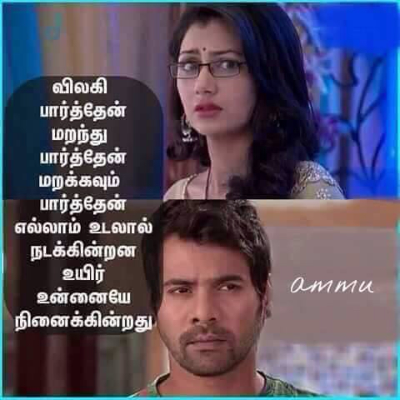 விலகி
பார்த்தேன்
மறந்து
பார்த்தேன்
மறக்கவும்
பார்த்தேன்
எல்லாம் உடலால்
நடக்கின்றன
உயிர்
உன்னையே
நினைக்கின்றது
ammu